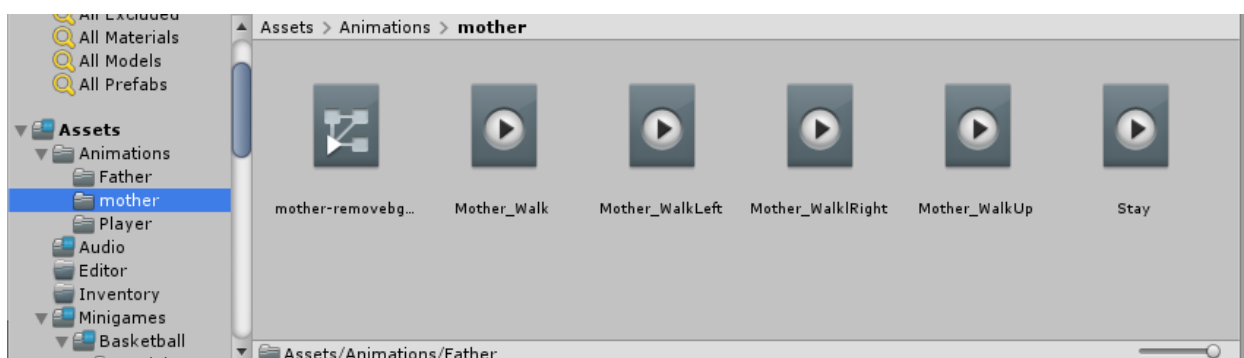 All Excluded
All Materials
All Models
All Prefabs
Assets
Animations
Father
mother
Player
Audio
Editor
Inventory
Minigames
Basketball
Assets > Animations > mother
mother-removebg... Mother_Walk Mother_WalkLeft Mother_WalklRight Mother_WalkUp Stay
Assets/Animations/Father